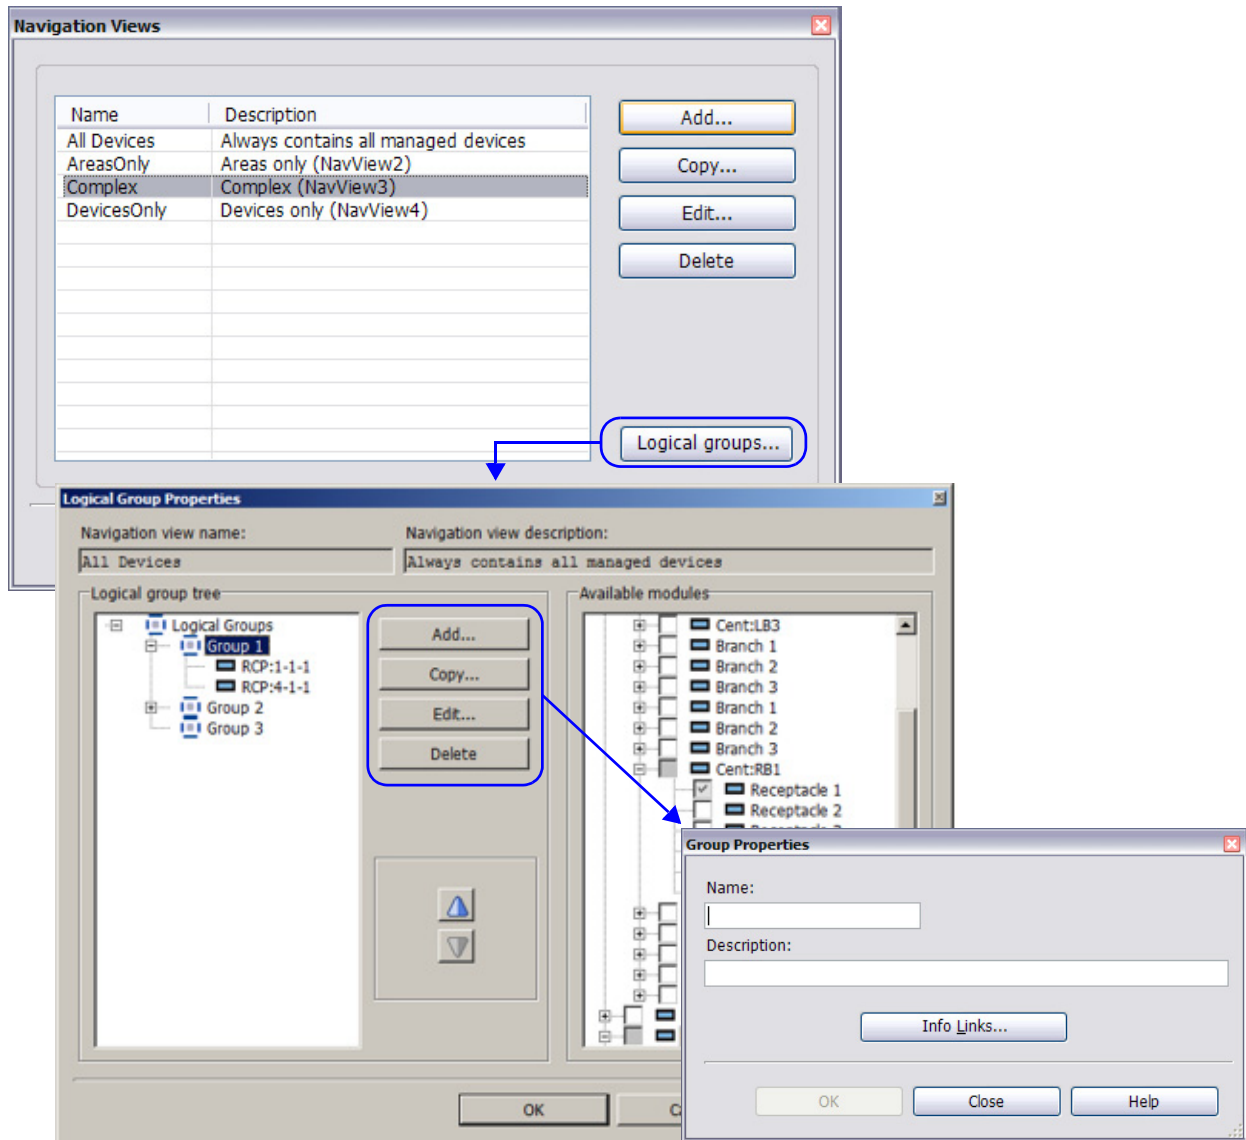 Navigation Views
Name Description
All Devices Always contains all managed devices
AreasOnly Areas only (NavView2)
Complex Complex (NavView3)
DevicesOnly Devices only (NavView4)
Add...
Copy...
Edit...
Delete
Logical groups...
Logical Group Properties
Navigation view name: Navigation view description:
All Devices Always contains all managed devices
Logical group tree
Logical Groups
Group 1
RCP:1-1-1
RCP:4-1-1
Group 2
Group 3
Add...
Copy...
Edit...
Delete
Available modules
Cent:LB3
Branch 1
Branch 2
Branch 3
Branch 1
Branch 2
Branch 3
Cent:RB1
Receptacle 1
Receptacle 2
OK
Group Properties
Name:
Description:
Info Links...
OK Close Help